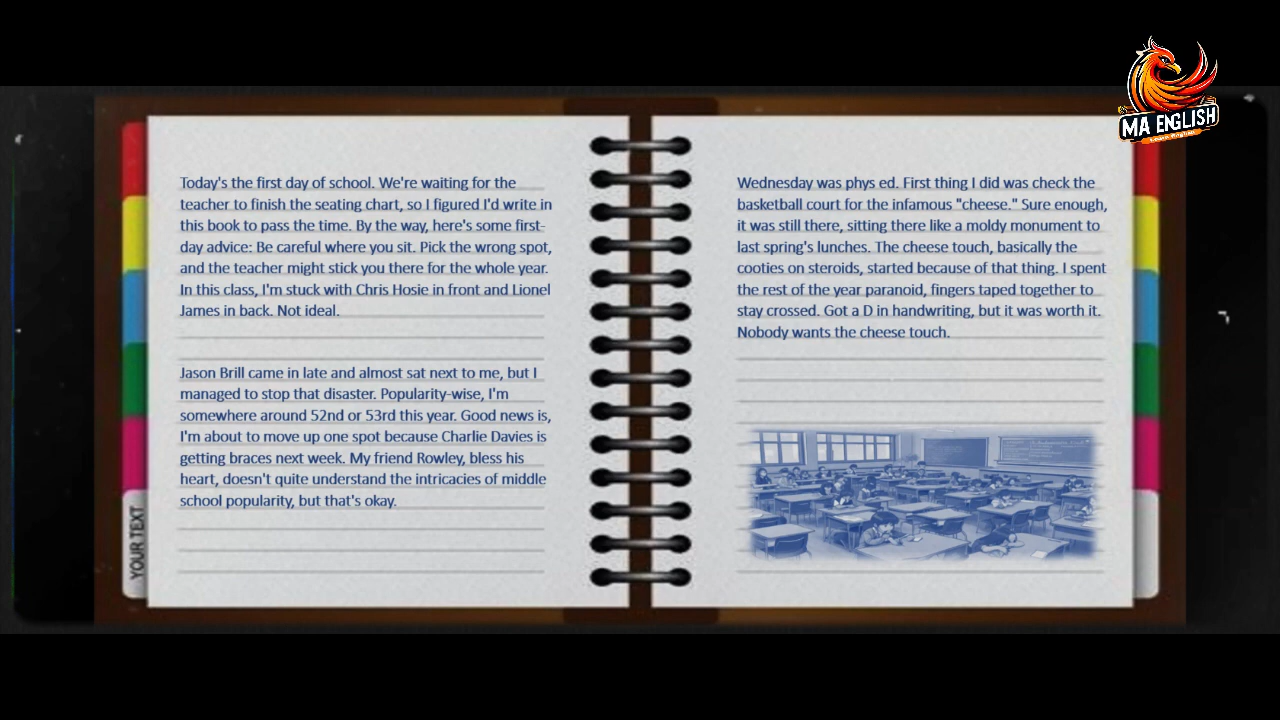 MA ENGLISH
Learn English
Today's the first day of school. We're waiting for the
teacher to finish the seating chart, so I figured I'd write in
this book to pass the time. By the way, here's some first-
day advice: Be careful where you sit. Pick the wrong spot,
and the teacher might stick you there for the whole year.
In this class, I'm stuck with Chris Hosie in front and Lionel
James in back. Not ideal.
Jason Brill came in late and almost sat next to me, but I
managed to stop that disaster. Popularity-wise, I'm
somewhere around 52nd or 53rd this year. Good news is,
I'm about to move up one spot because Charlie Davies is
getting braces next week. My friend Rowley, bless his
heart, doesn't quite understand the intricacies of middle
school popularity, but that's okay.
YOUR TEXT
Wednesday was phys ed. First thing I did was check the
basketball court for the infamous "cheese." Sure enough,
it was still there, sitting there like a moldy monument to
last spring's lunches. The cheese touch, basically the
cooties on steroids, started because of that thing. I spent
the rest of the year paranoid, fingers taped together to
stay crossed. Got a D in handwriting, but it was worth it.
Nobody wants the cheese touch.